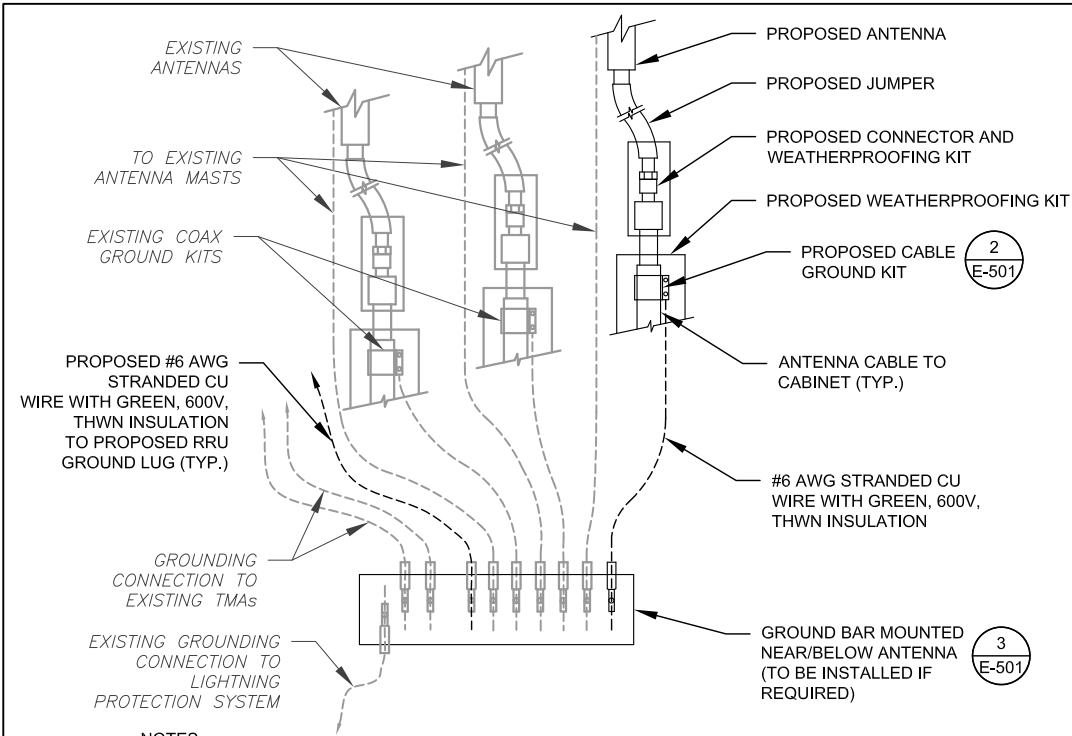 EXISTING
ANTENNAS
TO EXISTING
ANTENNA MASTS
EXISTING COAX
GROUND KITS
PROPOSED #6 AWG
STRANDED CU
WIRE WITH GREEN, 600V,
THWN INSULATION
TO PROPOSED RRU
GROUND LUG (TYP.)
GROUNDING
CONNECTION TO
EXISTING TMAs
EXISTING GROUNDING
CONNECTION TO
LIGHTNING
PROTECTION SYSTEM
PROPOSED ANTENNA
PROPOSED JUMPER
PROPOSED CONNECTOR AND
WEATHERPROOFING KIT
PROPOSED WEATHERPROOFING KIT
PROPOSED CABLE
GROUND KIT
2
E-501
ANTENNA CABLE TO
CABINET (TYP.)
#6 AWG STRANDED CU
WIRE WITH GREEN, 600V,
THWN INSULATION
GROUND BAR MOUNTED
NEAR/BELOW ANTENNA
(TO BE INSTALLED IF
REQUIRED)
3
E-501
NOTES